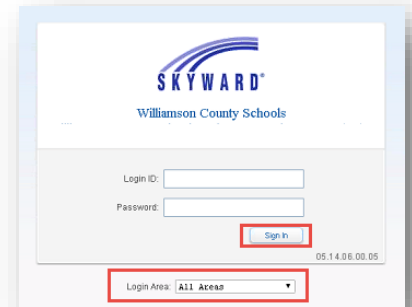 SKYWARD®
Williamson County Schools
Login ID:
Password:
Sign In
05.14.06.00.05
Login Area: All Areas